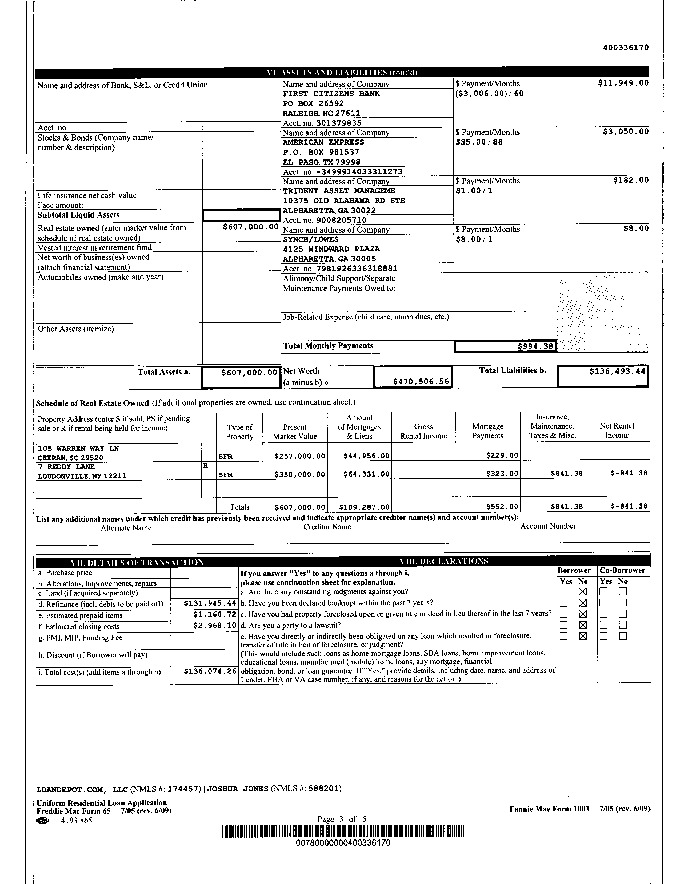 400336170
VI. ASSETS AND LIABILITIES (cont'd)
Name and address of Bank, S&L, or Credit Union
Name and address of Company
$ Payment/Months
$11,949.00
FIRST CITIZENS BANK
($3,006.00)/60
PO BOX 26592
RALEIGH, NC 27611
Acct. no.
Acct. no. 301379835
Stocks & Bonds (Company name/
number & description)
Name and address of Company
$ Payment/Months
$3,050.00
AMERICAN EXPRESS
$35.00/88
P.O. BOX 981537
EL PASO, TX 79998
Acct. no. -3499934033311273
Name and address of Company
$ Payment/Months
$182.00
TRIDENT ASSET MANAGEME
$1.00/1
10375 OLD ALABAMA RD STE
ALPHARETTA, GA 30022
Acct. no. 9008205710
Life insurance net cash value
Face amount:
Subtotal Liquid Assets
Real estate owned (enter market value from
schedule of real estate owned)
$607,000.00
Name and address of Company
$ Payment/Months
$8.00
SYNCB/LOWES
$8.00/1
4125 WINDWARD PLAZA
ALPHARETTA, GA 30005
Acct. no. 7981926336318881
Vested interest in retirement fund
Net worth of business(es) owned
(attach financial statement)
Automobiles owned (make and year)
Alimony/Child Support/Separate
Maintenance Payments Owed to:
Job-Related Expense (child care, union dues, etc.)
Other Assets (itemize)
Total Monthly Payments
$994.38
Total Assets a.
$607,000.00
Net Worth
(a minus b) =
$470,506.56
Total Liabilities b.
$136,493.44
Schedule of Real Estate Owned (If additional properties are owned, use continuation sheet.)
Property Address (enter S if sold, PS if pending
sale or R if rental being held for income)
Type of
Property
Present
Market Value
Amount
of Mortgages
& Liens
Gross
Rental Income
Mortgage
Payments
Insurance,
Maintenance,
Taxes & Misc.
Net Rental
Income
105 WARREN WAY LN
CHERAW, SC 29520
SFR
$257,000.00
$44,956.00
$229.00
7 REDDY LANE
LOUDONVILLE, NY 12211
R
SFR
$350,000.00
$64,331.00
$323.00
$841.38
$-841.38
Totals
$607,000.00
$109,287.00
$552.00
$841.38
$-841.38
List any additional names under which credit has previously been received and indicate appropriate creditor name(s) and account number(s):
Alternate Name
Creditor Name
Account Number
VII. DETAILS OF TRANSACTION
VIII. DECLARATIONS
a. Purchase price
b. Alterations, improvements, repairs
c. Land (if acquired separately)
d. Refinance (incl. debts to be paid off)
$131,945.44
e. Estimated prepaid items
$1,160.72
f. Estimated closing costs
$2,968.10
g. PMI, MIP, Funding Fee
h. Discount (if Borrower will pay)
i. Total cost(s) (add items a through h)
$136,074.26
If you answer "Yes" to any questions a through i,
please use continuation sheet for explanation.
Borrower
Co-Borrower
Yes No
Yes No
a. Are there any outstanding judgments against you?
b. Have you been declared bankrupt within the past 7 years?
c. Have you had property foreclosed upon or given title or deed in lieu thereof in the last 7 years?
d. Are you a party to a lawsuit?
e. Have you directly or indirectly been obligated on any loan which resulted in foreclosure,
transfer of title in lieu of foreclosure, or judgment?
(This would include such loans as home mortgage loans, SBA loans, home improvement loans,
educational loans, manufactured (mobile) home loans, any mortgage, financial
obligation, bond, or loan guarantee. If "Yes," provide details, including date, name, and address of
Lender, FHA or VA case number, if any, and reasons for the action.)
LOANDEPOT.COM, LLC (NMLS #: 174457) | JOSHUA JONES (NMLS #: 588201)
Uniform Residential Loan Application
Freddie Mac Form 65 7/05 (rev. 6/09)
Fannie Mae Form 1003 7/05 (rev. 6/09)
Page 3 of 5
0078000000400336170